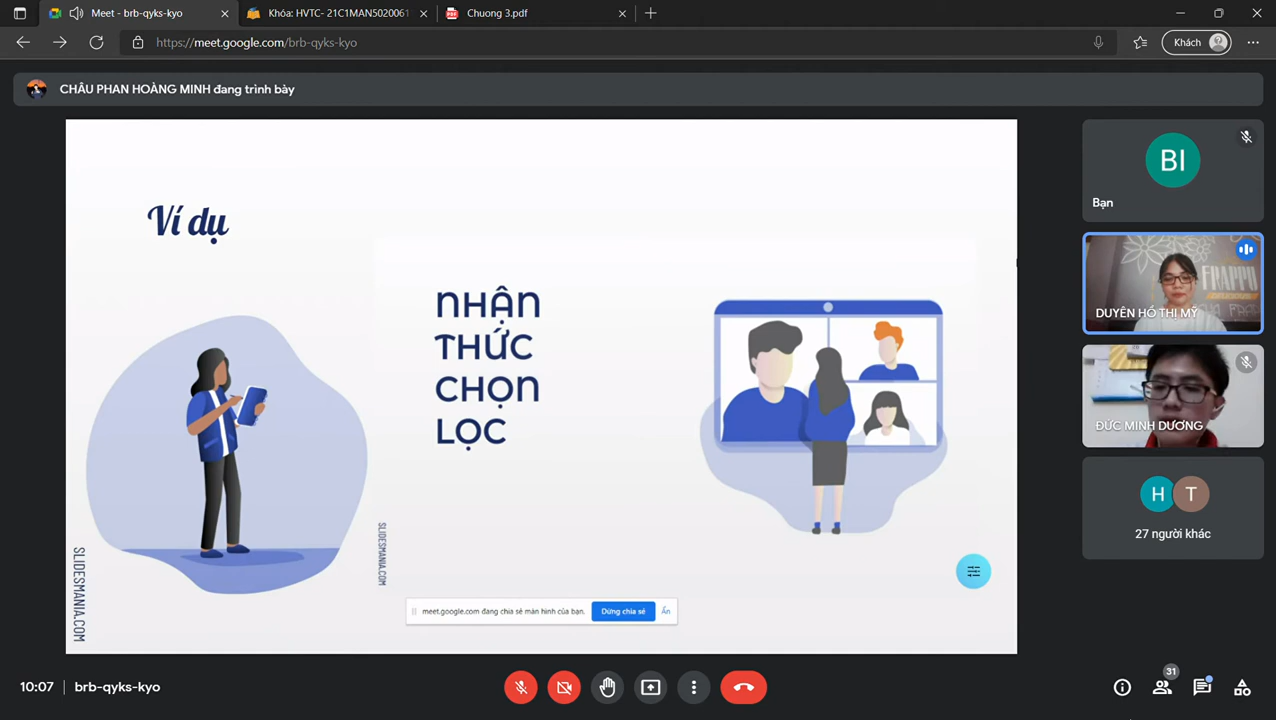 Meet - brb-qyks-kyo
Khóa: HVTC- 21C1MAN5020061
Chuong 3.pdf
https://meet.google.com/brb-qyks-kyo
Khách
CHÂU PHAN HOÀNG MINH đang trình bày
Ví dụ
NHẬN
THỨC
CHỌN
LỌC
SLIDESMANIA.COM
SLIDESMANIA.COM
meet.google.com đang chia sẻ màn hình của bạn.
Dừng chia sẻ
Ẩn
BI
Bạn
FRAPPU
DUYÊN HỒ THỊ MỸ
ĐỨC MINH DƯƠNG
H
T
27 người khác
10:07
brb-qyks-kyo
31